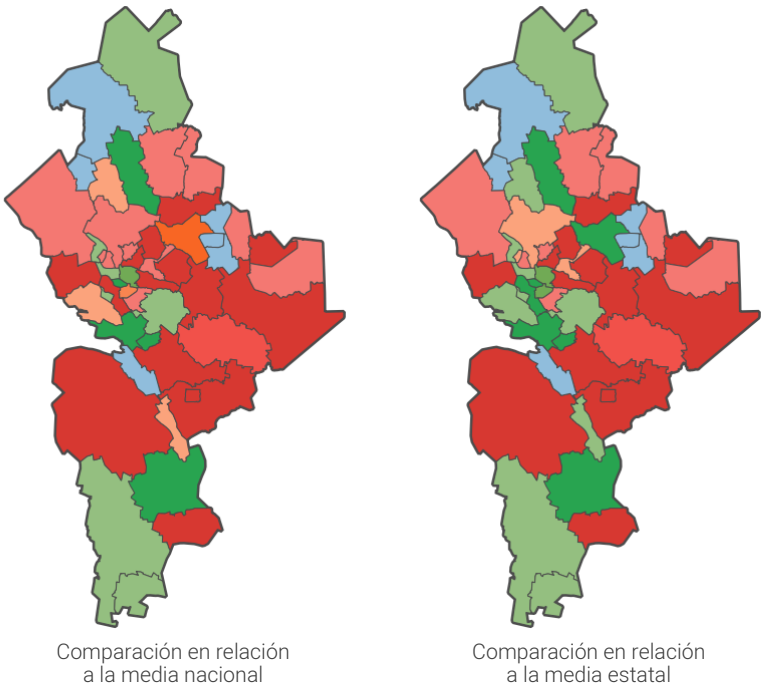 Comparación en relación
a la media nacional
Comparación en relación
a la media estatal